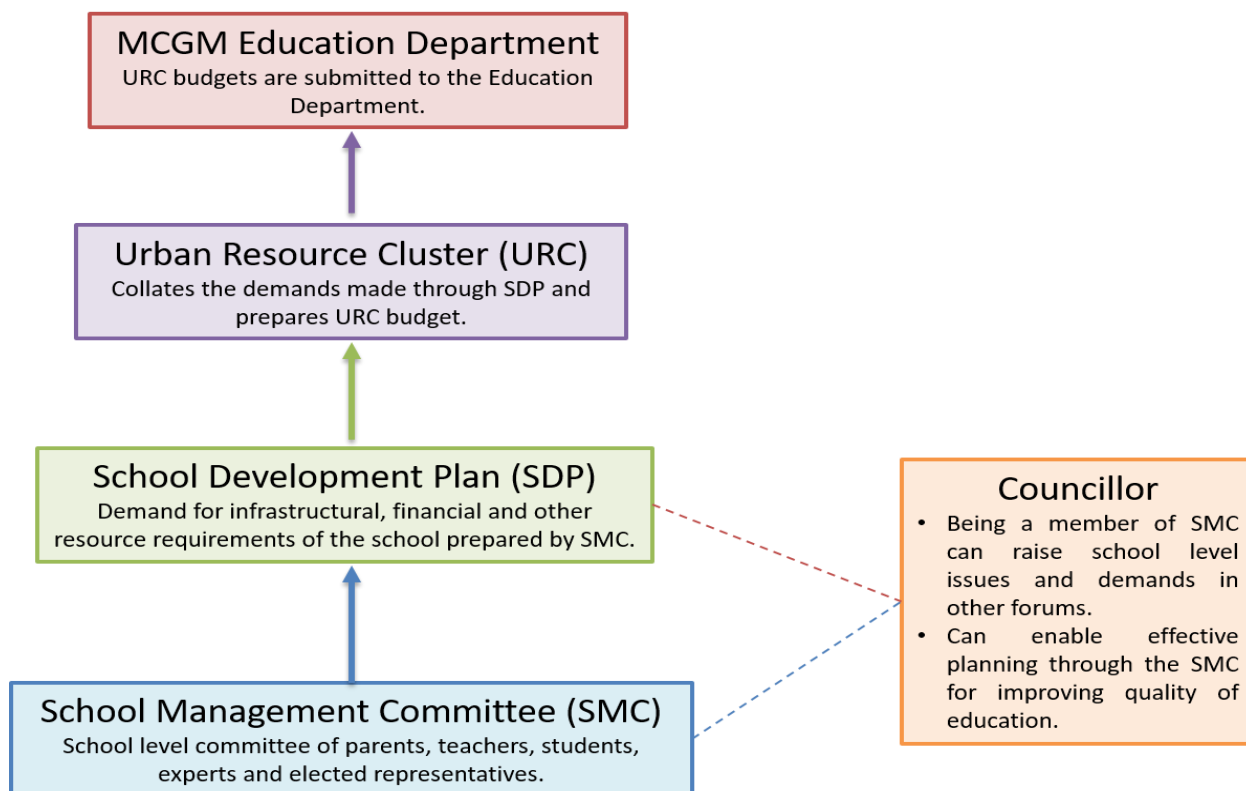 MCGM Education Department
URC budgets are submitted to the Education
Department.
Urban Resource Cluster (URC)
Collates the demands made through SDP and
prepares URC budget.
School Development Plan (SDP)
Demand for infrastructural, financial and other
resource requirements of the school prepared by SMC.
School Management Committee (SMC)
School level committee of parents, teachers, students,
experts and elected representatives.
Councillor
• Being a member of SMC
can raise school level
issues and demands in
other forums.
• Can enable effective
planning through the SMC
for improving quality of
education.